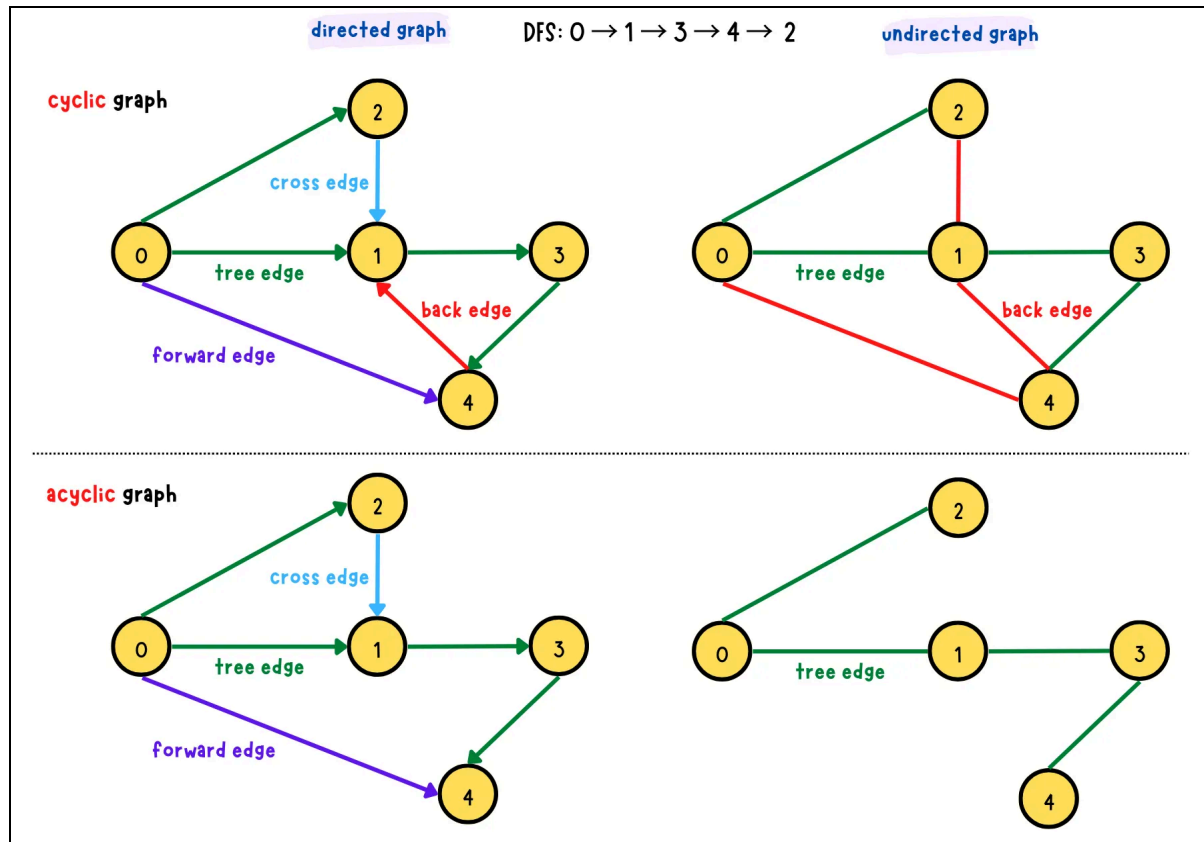 directed graph
DFS: 0 → 1 → 3 → 4 → 2
undirected graph
cyclic graph
2
2
cross edge
0
1
3
0
1
3
tree edge
tree edge
back edge
back edge
forward edge
4
4
acyclic graph
2
2
cross edge
0
1
3
0
1
3
tree edge
tree edge
forward edge
4
4